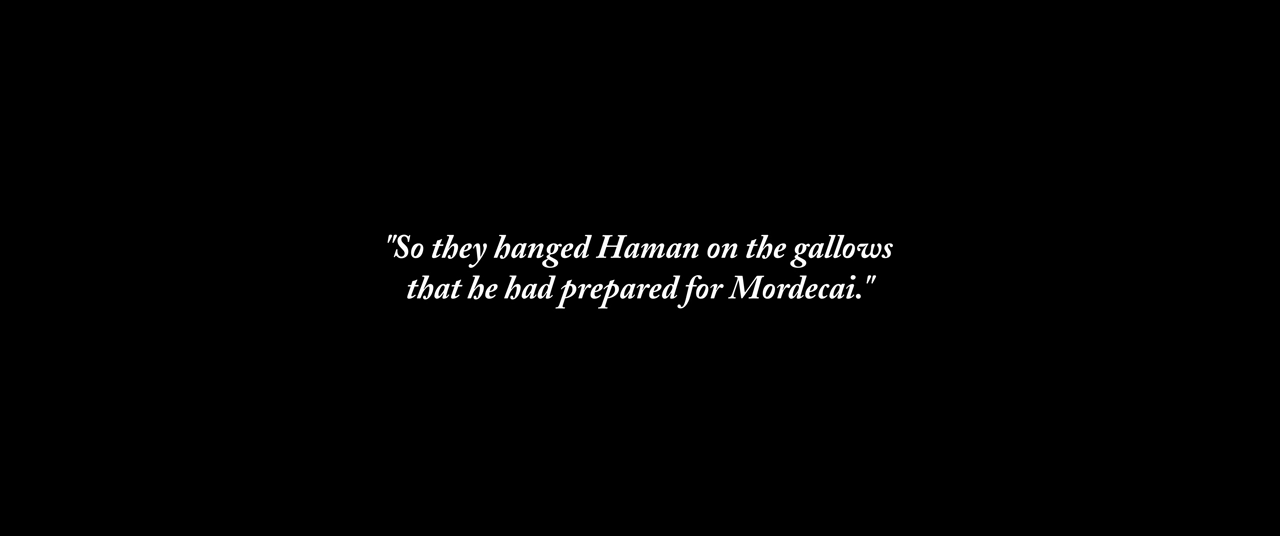 "So they hanged Haman on the gallows
that he had prepared for Mordecai."